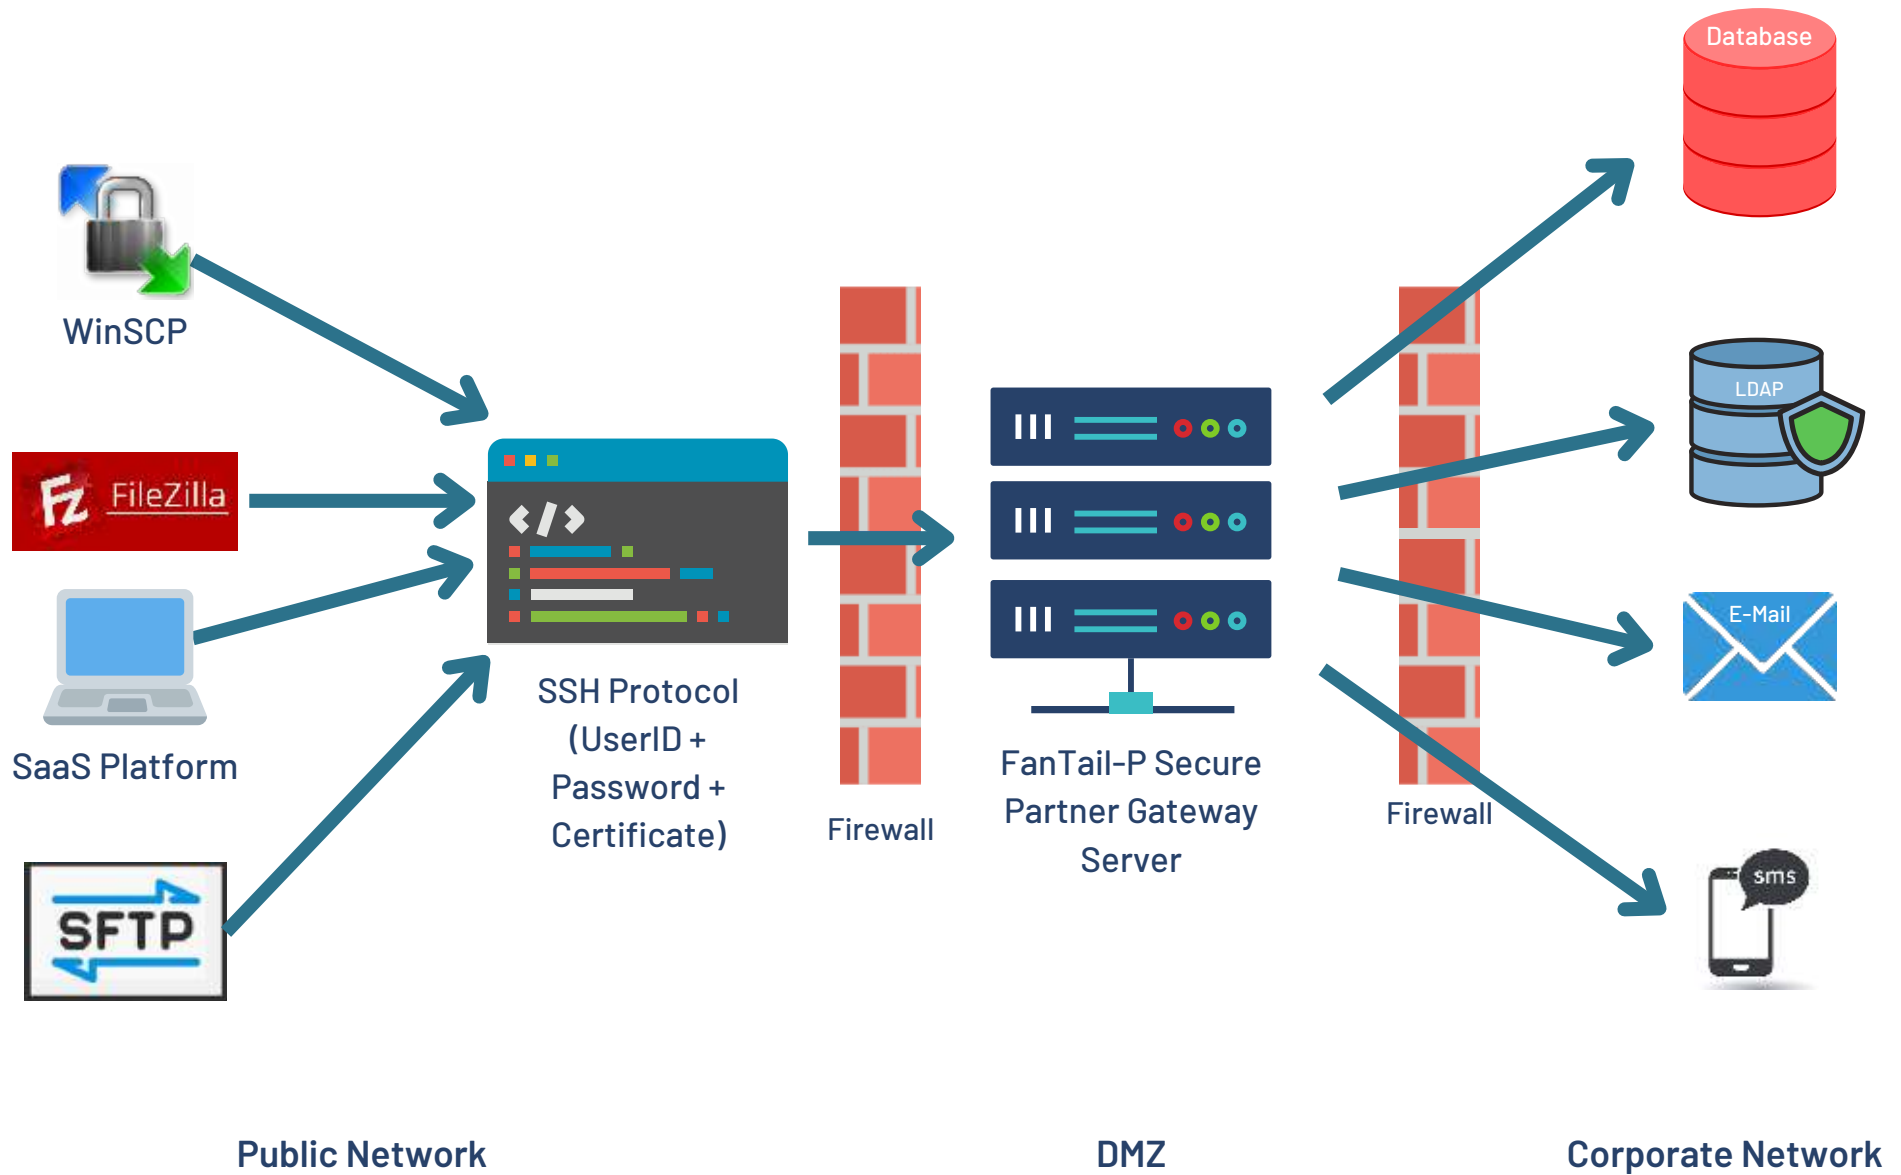 Database
WinSCP
LDAP
FileZilla
E-Mail
SSH Protocol
(UserID +
Password +
Certificate)
SaaS Platform
FanTail-P Secure
Partner Gateway
Server
Firewall
Firewall
sms
SFTP
Public Network
DMZ
Corporate Network